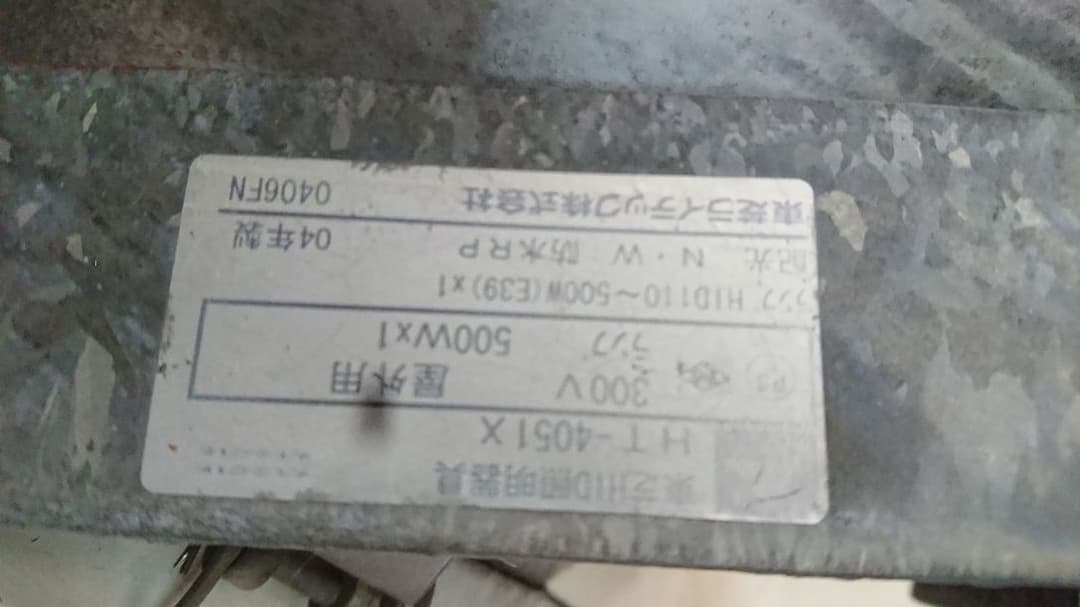 東芝HID照明器具
HT-4051X
300V 屋外用
ランプ 500Wx1
ランプ HID110~500W(E39)x1
配光 N・W 防水RP 04年製
東芝ライテック株式会社 0406FN